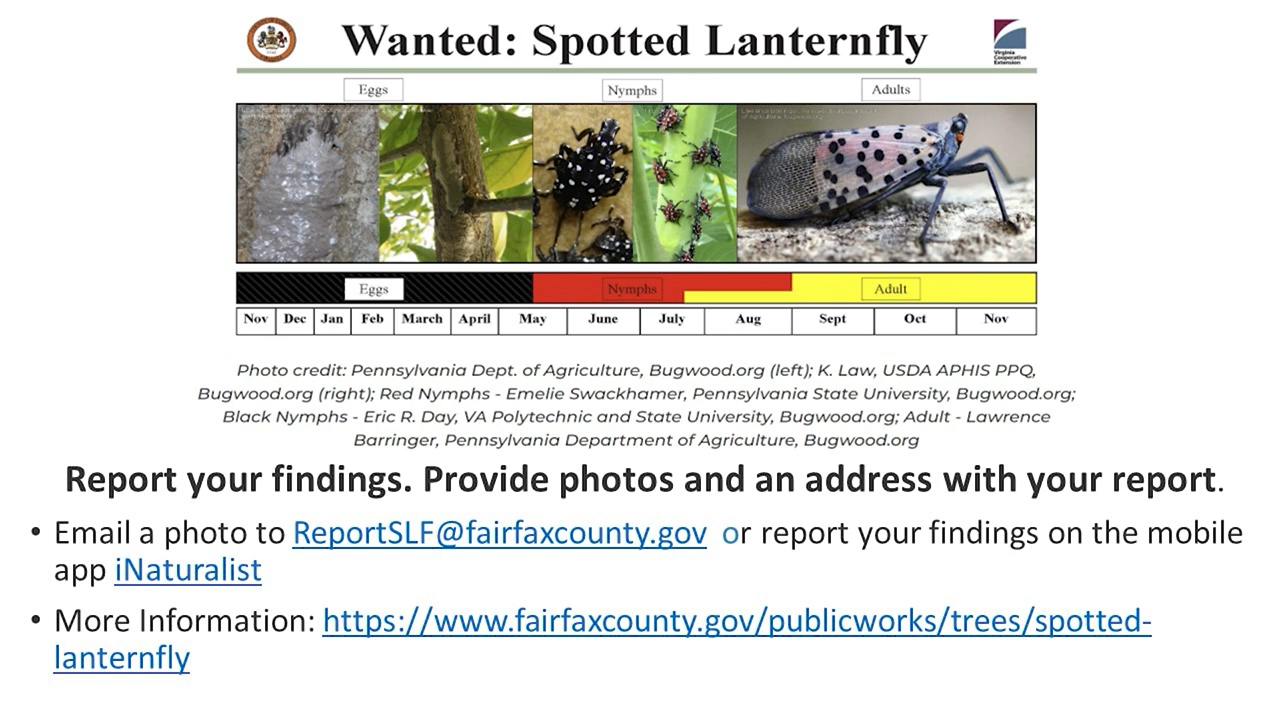 Wanted: Spotted Lanternfly
Virginia
Cooperative
Extension
Eggs
Nymphs
Adults
Eggs
Nymphs
Adult
Nov
Dec
Jan
Feb
March
April
May
June
July
Aug
Sept
Oct
Nov
Photo credit: Pennsylvania Dept. of Agriculture, Bugwood.org (left); K. Law, USDA APHIS PPQ,
Bugwood.org (right); Red Nymphs - Emelie Swackhamer, Pennsylvania State University, Bugwood.org;
Black Nymphs - Eric R. Day, VA Polytechnic and State University, Bugwood.org; Adult - Lawrence
Barringer, Pennsylvania Department of Agriculture, Bugwood.org
Report your findings. Provide photos and an address with your report.
• Email a photo to ReportSLF@fairfaxcounty.gov or report your findings on the mobile
app iNaturalist
• More Information: https://www.fairfaxcounty.gov/publicworks/trees/spotted-
lanternfly